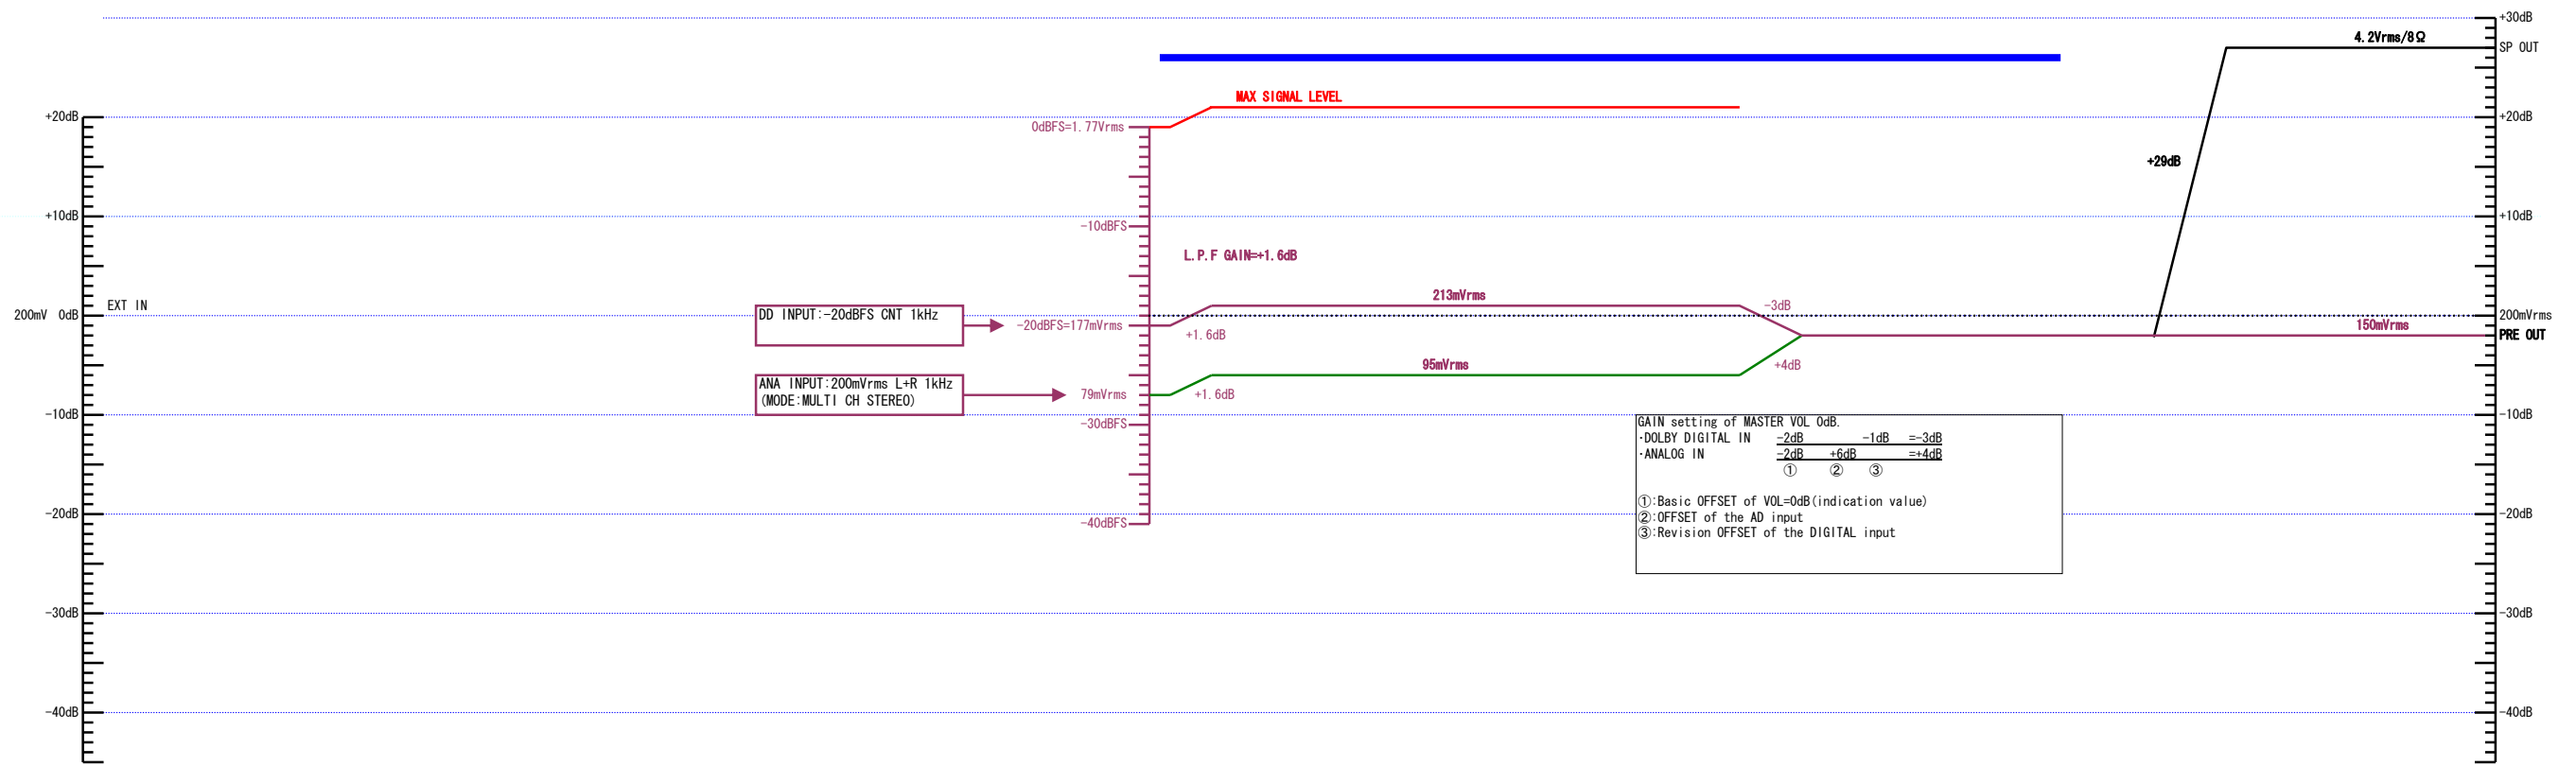 +30dB
4.2Vrms/8Ω
SP OUT
MAX SIGNAL LEVEL
+20dB
0dBFS=1.77Vrms
+20dB
+29dB
+10dB
-10dBFS
+10dB
L.P.F GAIN=+1.6dB
213mVrms
-3dB
EXT IN
200mV 0dB
DD INPUT:-20dBFS CNT 1kHz
-20dBFS=177mVrms
+1.6dB
200mVrms
150mVrms
PRE OUT
95mVrms
+4dB
ANA INPUT:200mVrms L+R 1kHz
(MODE:MULTI CH STEREO)
79mVrms
+1.6dB
-10dB
-30dBFS
-10dB
GAIN setting of MASTER VOL 0dB.
·DOLBY DIGITAL IN -2dB -1dB =-3dB
·ANALOG IN -2dB +6dB =+4dB
① ② ③
①:Basic OFFSET of VOL=0dB(indication value)
②:OFFSET of the AD input
③:Revision OFFSET of the DIGITAL input
-20dB
-40dBFS
-20dB
-30dB
-30dB
-40dB
-40dB